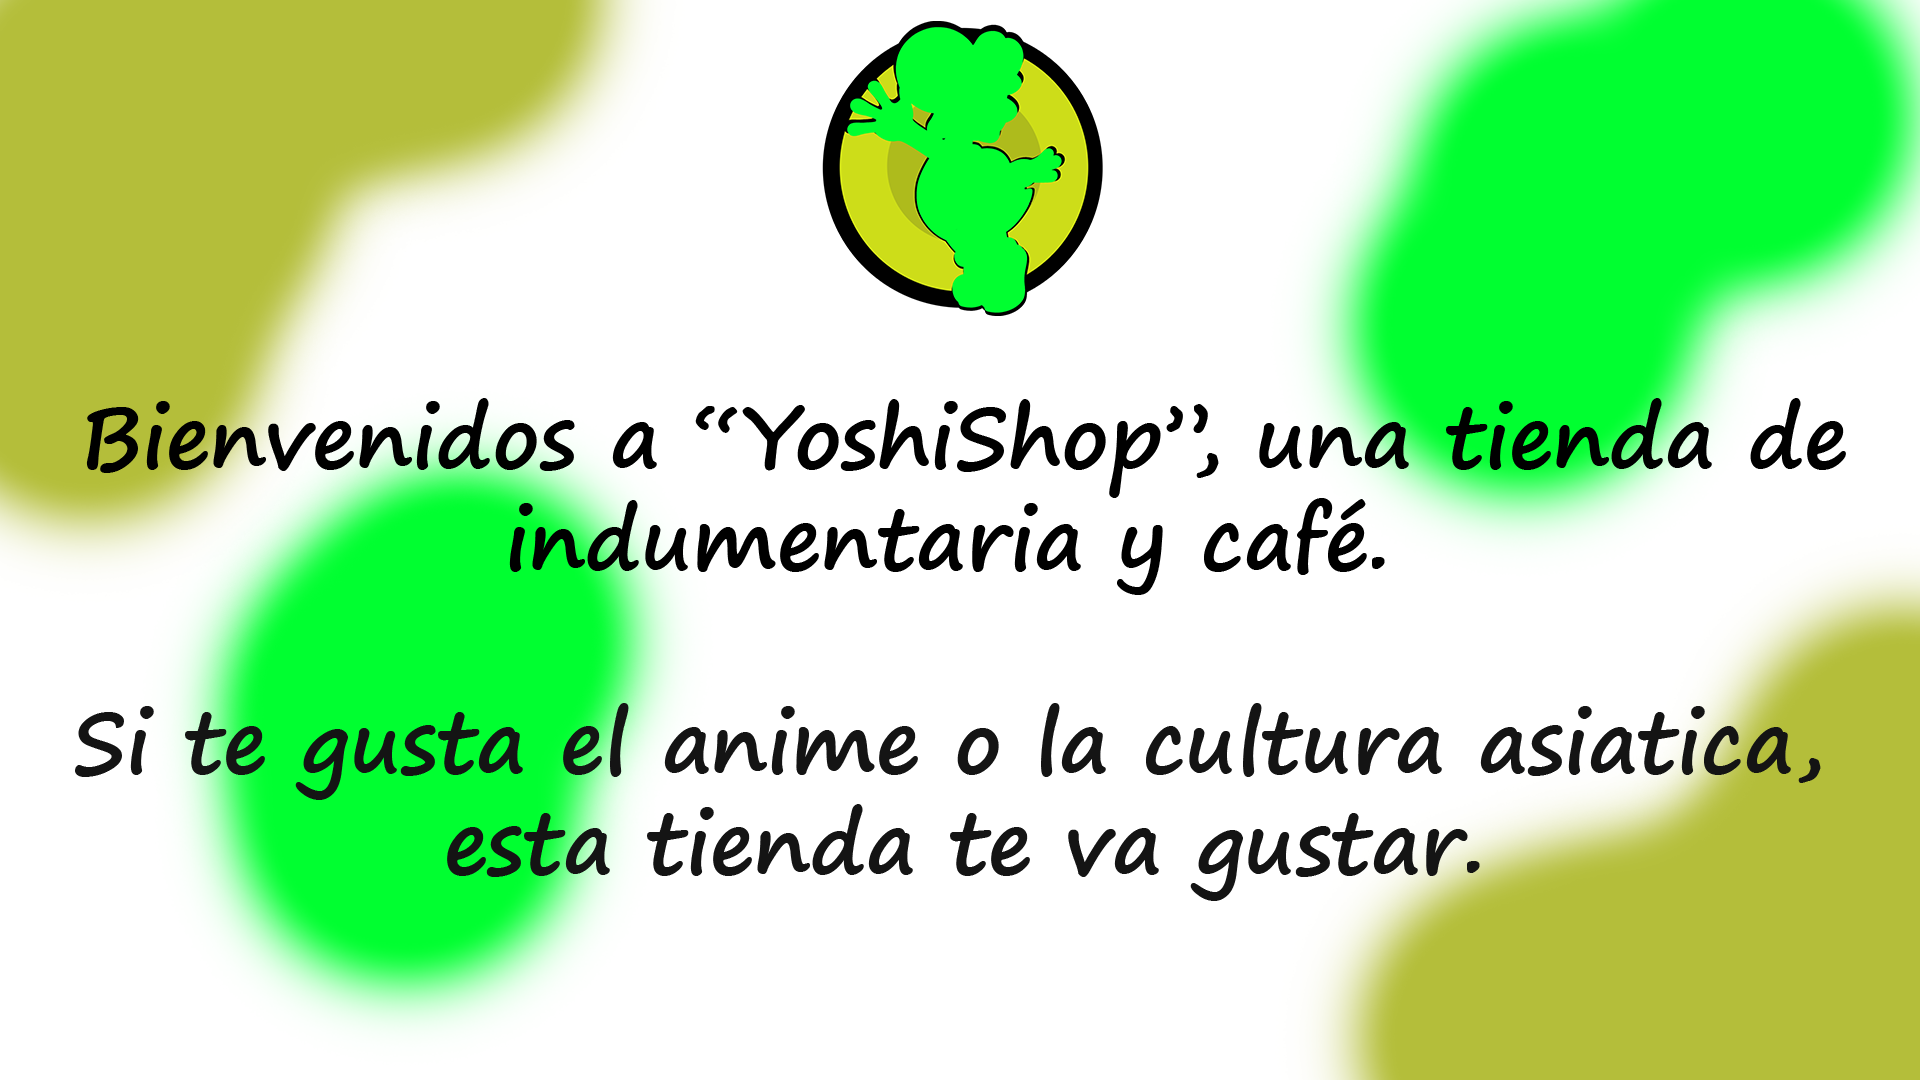 Bienvenidos a “YoshiShop”, una tienda de
indumentaria y café.
Si te gusta el anime o la cultura asiatica,
esta tienda te va gustar.